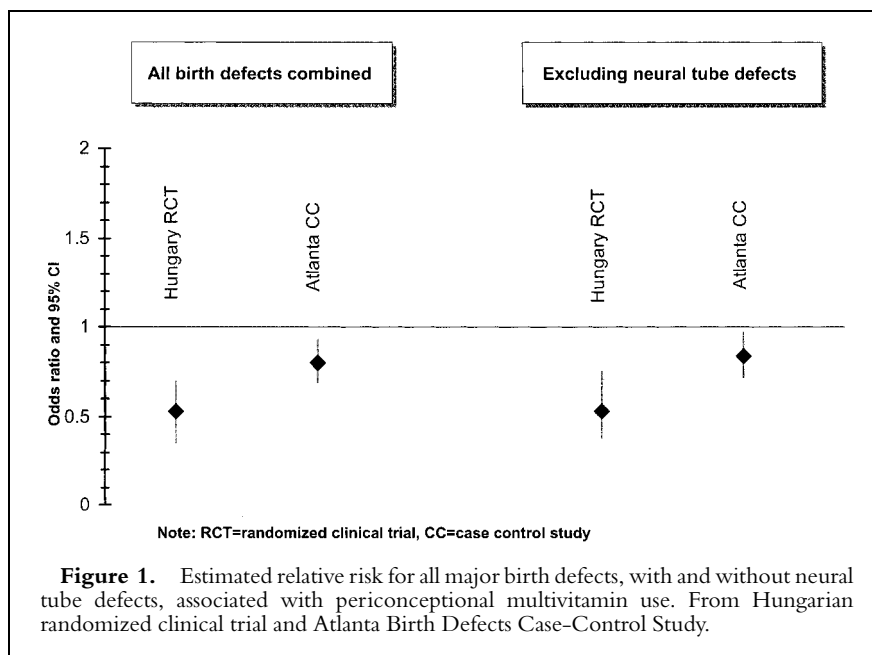 All birth defects combined
Excluding neural tube defects
Odds ratio and 95% CI
2
1.5
1
0.5
0
Hungary RCT
Atlanta CC
Hungary RCT
Atlanta CC
Note: RCT=randomized clinical trial, CC=case control study
Figure 1. Estimated relative risk for all major birth defects, with and without neural
tube defects, associated with periconceptional multivitamin use. From Hungarian
randomized clinical trial and Atlanta Birth Defects Case-Control Study.